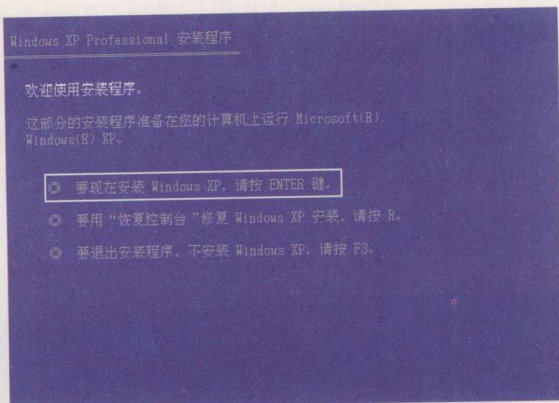 Windows XP Professional 安装程序
欢迎使用安装程序。
这部分的安装程序准备在您的计算机上运行 Microsoft(R)
Windows(R) XP。
◎ 要现在安装 Windows XP，请按 ENTER 键。
◎ 要用“恢复控制台”修复 Windows XP 安装，请按 R。
◎ 要退出安装程序，不安装 Windows XP，请按 F3。